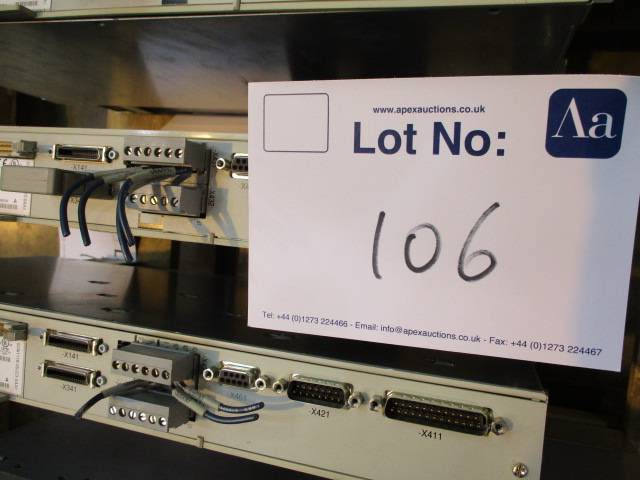 www.apexauctions.co.uk
Lot No:
Aa
106
Tel: +44 (0)1273 224466 - Email: info@apexauctions.co.uk - Fax: +44 (0)1273 224467
-X141
-X141
-X341
-X461
-X421
-X411